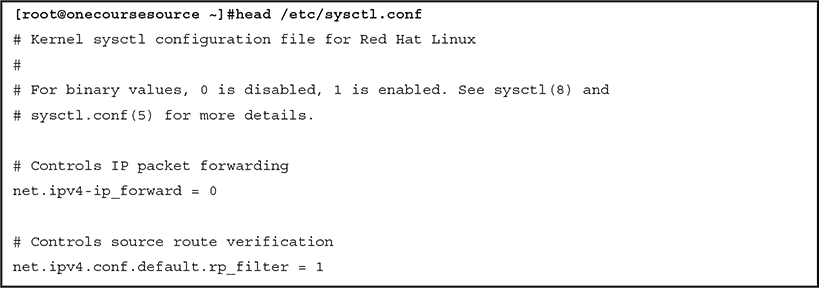 [root@onecoursesource ~]#head /etc/sysctl.conf
# Kernel sysctl configuration file for Red Hat Linux
#
# For binary values, 0 is disabled, 1 is enabled. See sysctl(8) and
# sysctl.conf(5) for more details.
# Controls IP packet forwarding
net.ipv4-ip_forward = 0
# Controls source route verification
net.ipv4.conf.default.rp_filter = 1